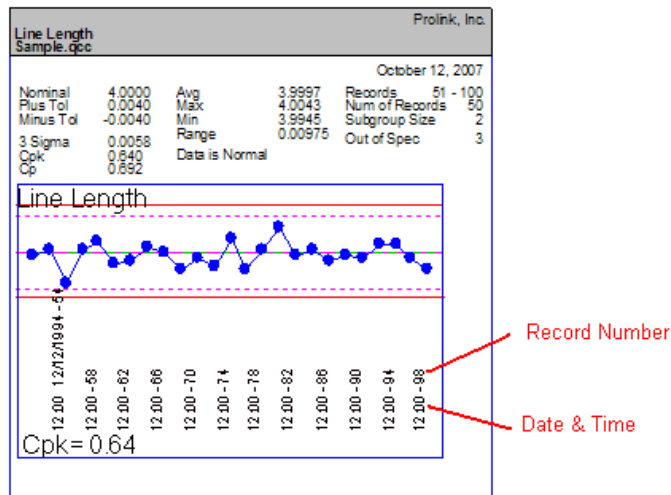 Prolink, Inc.
Line Length
Sample.qcc
October 12, 2007
Nominal 4.0000 Avg 3.9997 Records 51 - 100
Plus Tol 0.0040 Max 4.0043 Num of Records 50
Minus Tol -0.0040 Min 3.9945 Subgroup Size 2
Range 0.00975
3 Sigma 0.0058 Out of Spec 3
Cpk 0.640 Data is Normal
Cp 0.692
Line Length
12:00 12/12/1994 - 54
12:00 - 58
12:00 - 62
12:00 - 66
12:00 - 70
12:00 - 74
12:00 - 78
12:00 - 82
12:00 - 86
12:00 - 90
12:00 - 94
12:00 - 98
Record Number
Date & Time
Cpk= 0.64